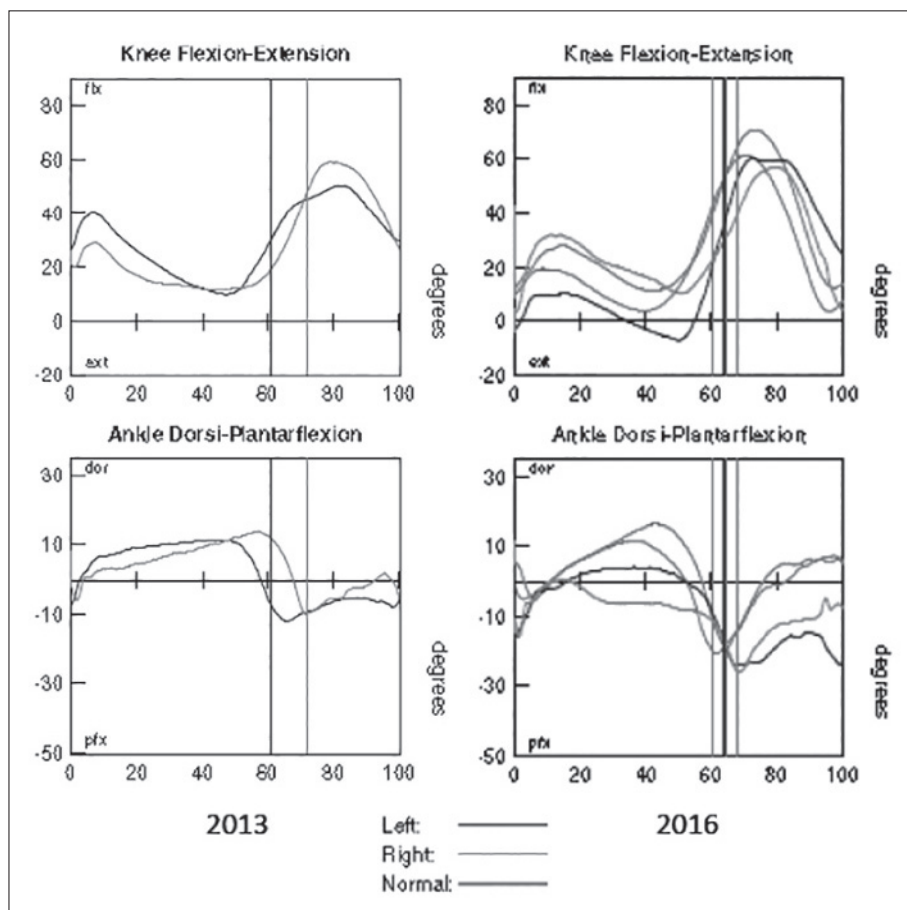 Knee Flexion-Extension
flx
80
60
40
20
0
-20
ext
0 20 40 60 80 100
degrees
Knee Flexion-Extension
flx
80
60
40
20
0
-20
ext
0 20 40 60 80 100
degrees
Ankle Dorsi-Plantarflexion
dor
30
10
-10
-30
-50
pfx
0 20 40 60 80 100
degrees
Ankle Dorsi-Plantarflexion
dor
30
10
-10
-30
-50
pfx
0 20 40 60 80 100
degrees
2013
2016
Left:
Right:
Normal: